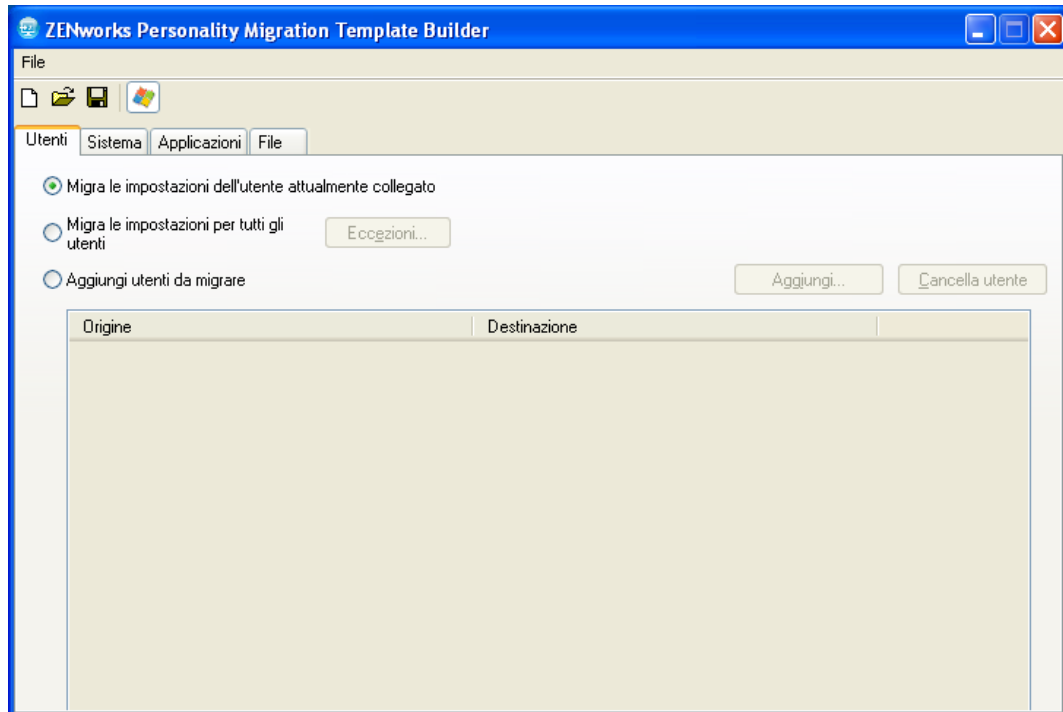 ZENworks Personality Migration Template Builder
File
Utenti Sistema Applicazioni File
Migra le impostazioni dell'utente attualmente collegato
Migra le impostazioni per tutti gli
utenti
Eccezioni...
Aggiungi utenti da migrare
Aggiungi...
Cancella utente
Origine Destinazione